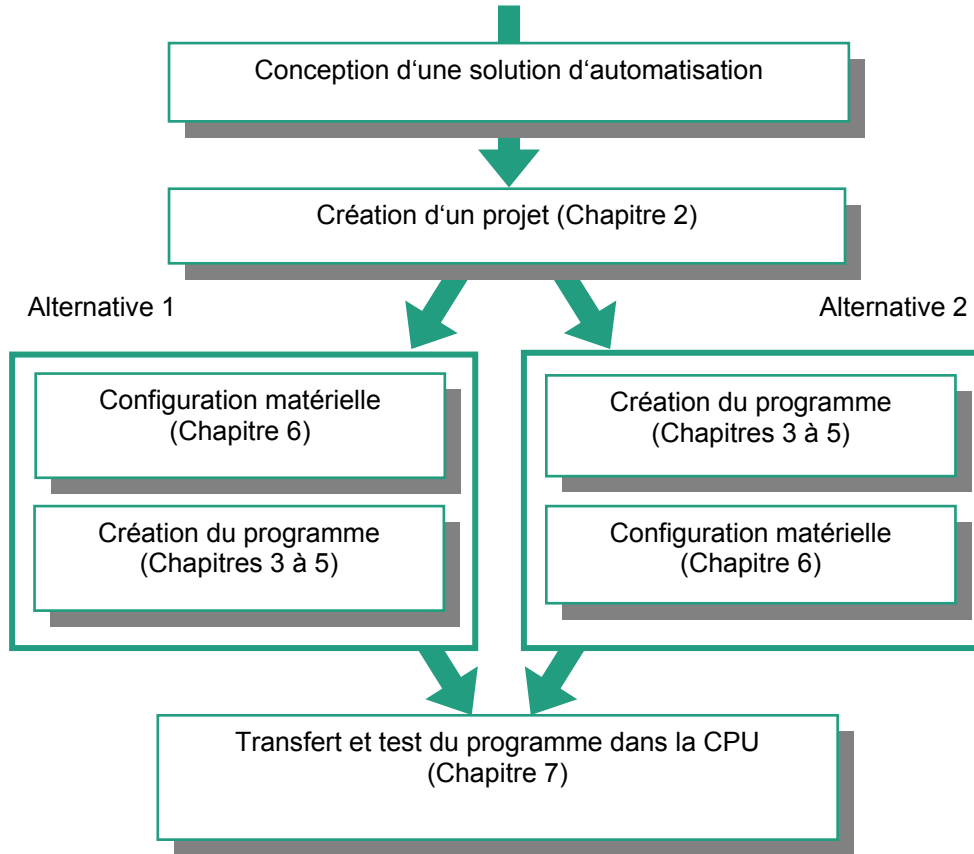 Conception d‘une solution d‘automatisation
Création d‘un projet (Chapitre 2)
Alternative 1
Configuration matérielle
(Chapitre 6)
Création du programme
(Chapitres 3 à 5)
Alternative 2
Création du programme
(Chapitres 3 à 5)
Configuration matérielle
(Chapitre 6)
Transfert et test du programme dans la CPU
(Chapitre 7)